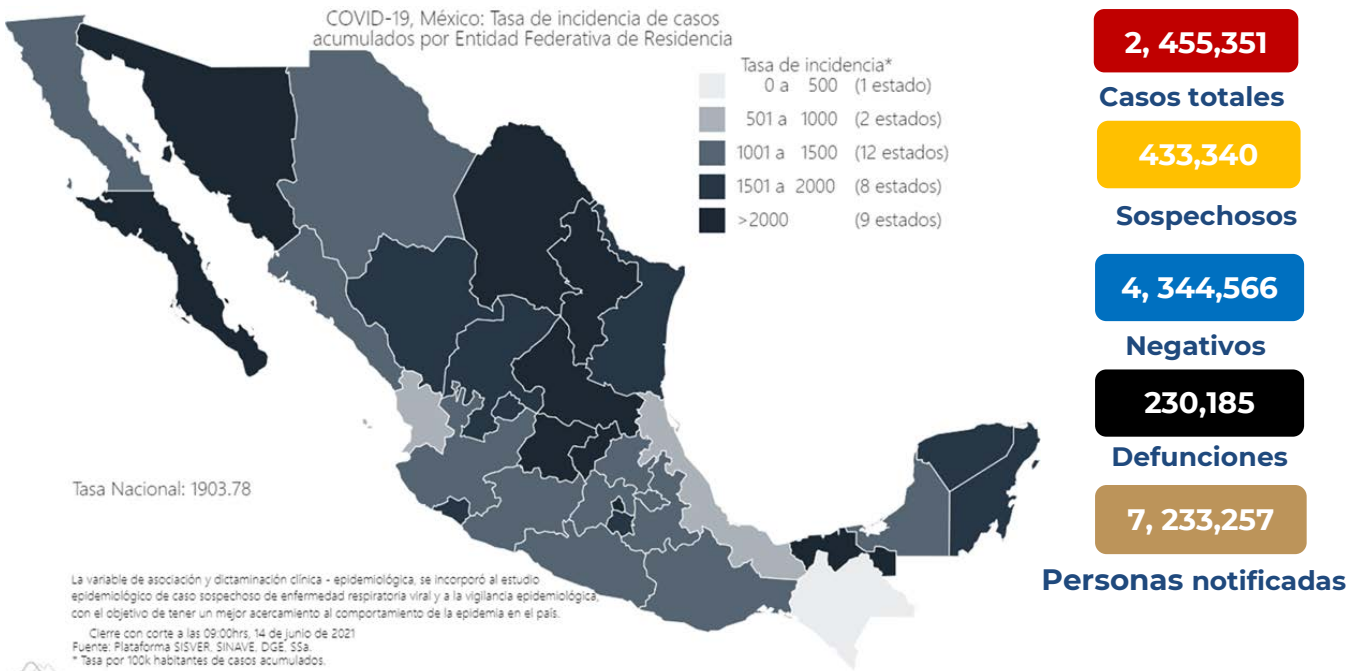 COVID-19, México: Tasa de incidencia de casos
acumulados por Entidad Federativa de Residencia
Tasa de incidencia*
0 a 500 (1 estado)
501 a 1000 (2 estados)
1001 a 1500 (12 estados)
1501 a 2000 (8 estados)
>2000 (9 estados)
Tasa Nacional: 1903.78
La variable de asociación y dictaminación clínica - epidemiológica, se incorporó al estudio
epidemiológico de caso sospechoso de enfermedad respiratoria viral y a la vigilancia epidemiológica,
con el objetivo de tener un mejor acercamiento al comportamiento de la epidemia en el país.
Cierre con corte a las 09:00hrs, 14 de junio de 2021
Fuente: Plataforma SISVER, SINAVE, DGE, SSa.
* Tasa por 100k habitantes de casos acumulados.
2, 455,351
Casos totales
433,340
Sospechosos
4, 344,566
Negativos
230,185
Defunciones
7, 233,257
Personas notificadas